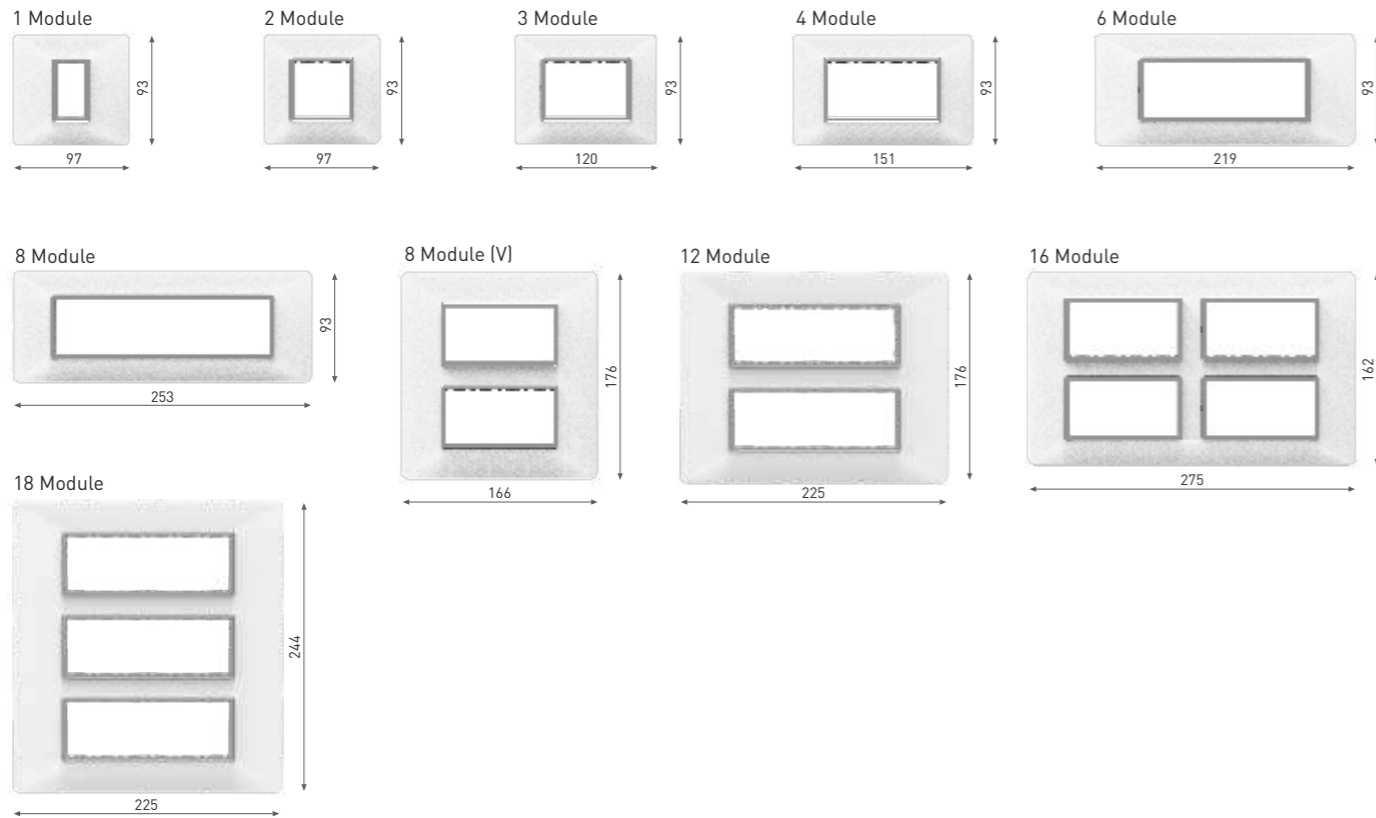 1 Module
2 Module
3 Module
4 Module
6 Module
93
93
93
93
93
97
97
120
151
219
8 Module
8 Module (V)
12 Module
16 Module
93
176
176
162
253
166
225
275
18 Module
244
225